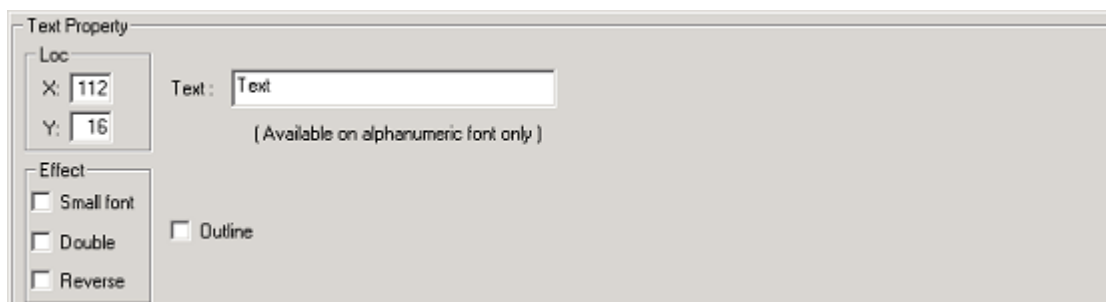 Text Property
Loc
X: 112
Y: 16
Text : Text
( Available on alphanumeric font only )
Effect
Small font
Double
Reverse
Outline